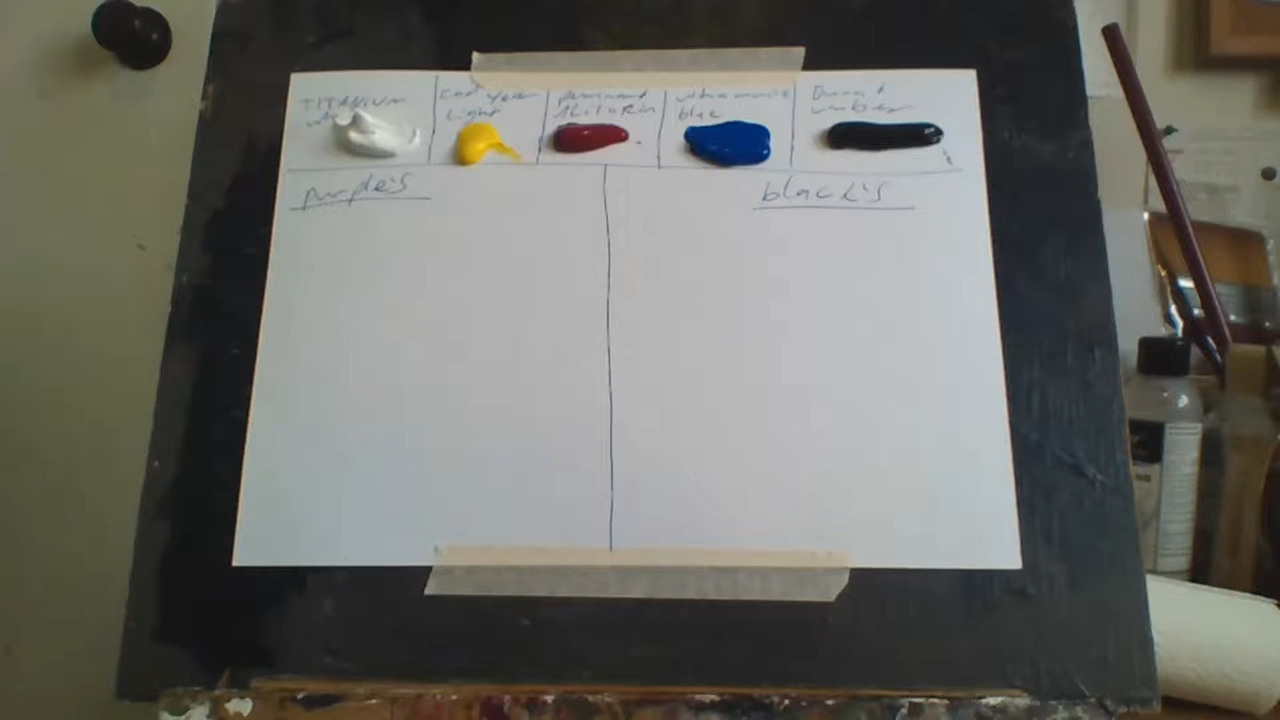 TITANIUM
Cad yellow
Light
permanent
Alizarin
ultramarine
blue
Burnt
umber
purple's
black's